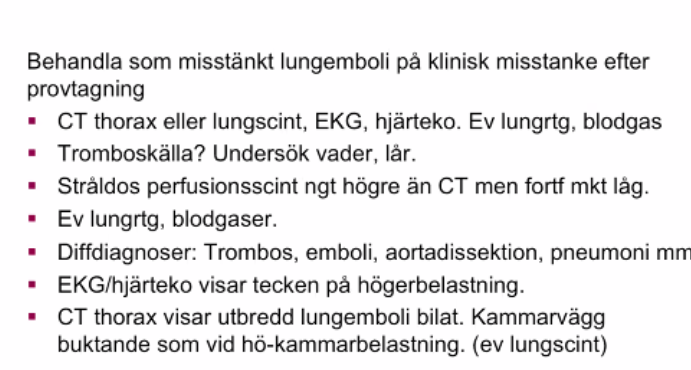 Behandla som misstänkt lungemboli på klinisk misstanke efter
provtagning
▪ CT thorax eller lungscint, EKG, hjärteko. Ev lungrtg, blodgas
▪ Tromboskälla? Undersök vader, lår.
▪ Stråldos perfusionsscint ngt högre än CT men fortf mkt låg.
▪ Ev lungrtg, blodgaser.
▪ Diffdiagnoser: Trombos, emboli, aortadissektion, pneumoni mm
▪ EKG/hjärteko visar tecken på högerbelastning.
▪ CT thorax visar utbredd lungemboli bilat. Kammarvägg
buktande som vid hö-kammarbelastning. (ev lungscint)